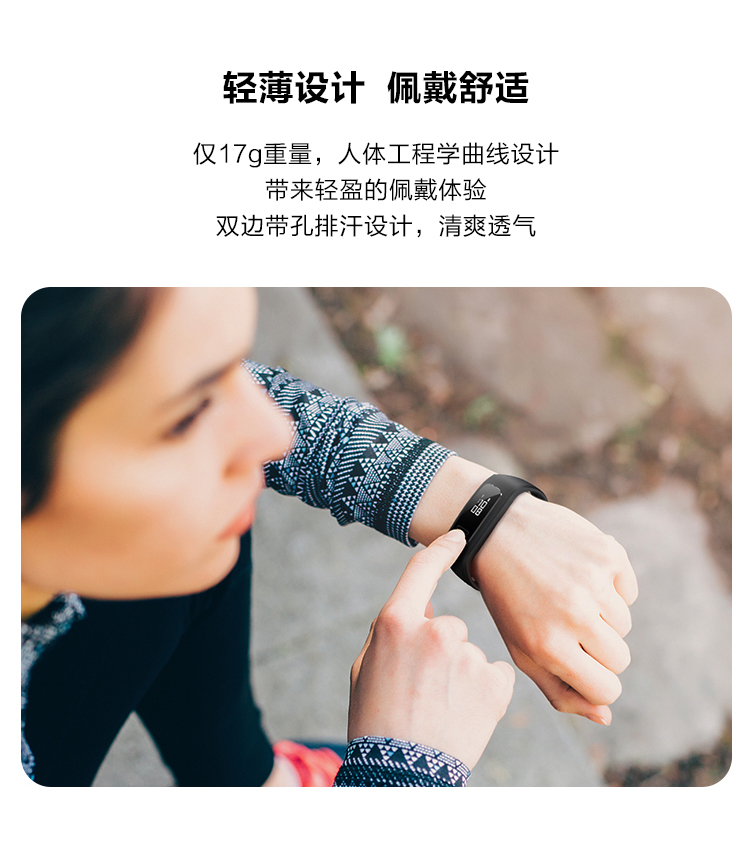 轻薄设计 佩戴舒适
仅17g重量，人体工程学曲线设计
带来轻盈的佩戴体验
双边带孔排汗设计，清爽透气